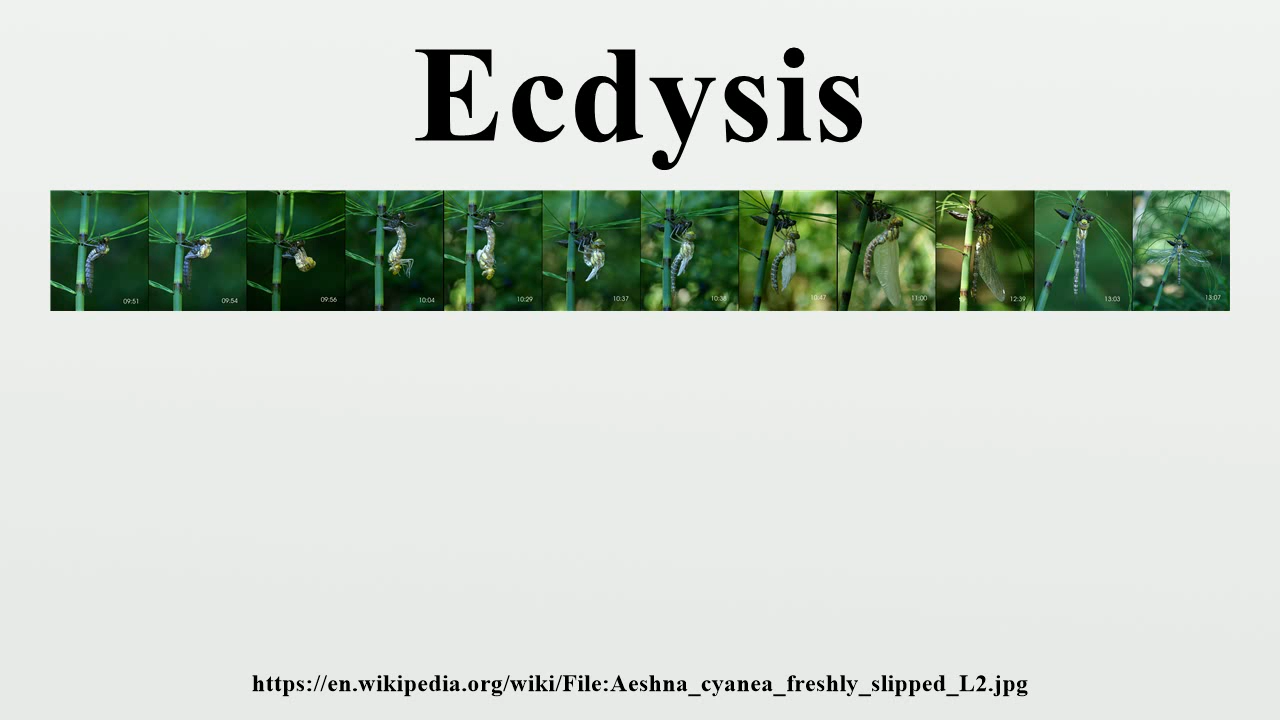 Ecdysis
09:51 09:54 09:56 10:04 10:29 10:37 10:38 10:47 11:00 12:39 13:03 13:07
https://en.wikipedia.org/wiki/File:Aeshna_cyanea_freshly_slipped_L2.jpg